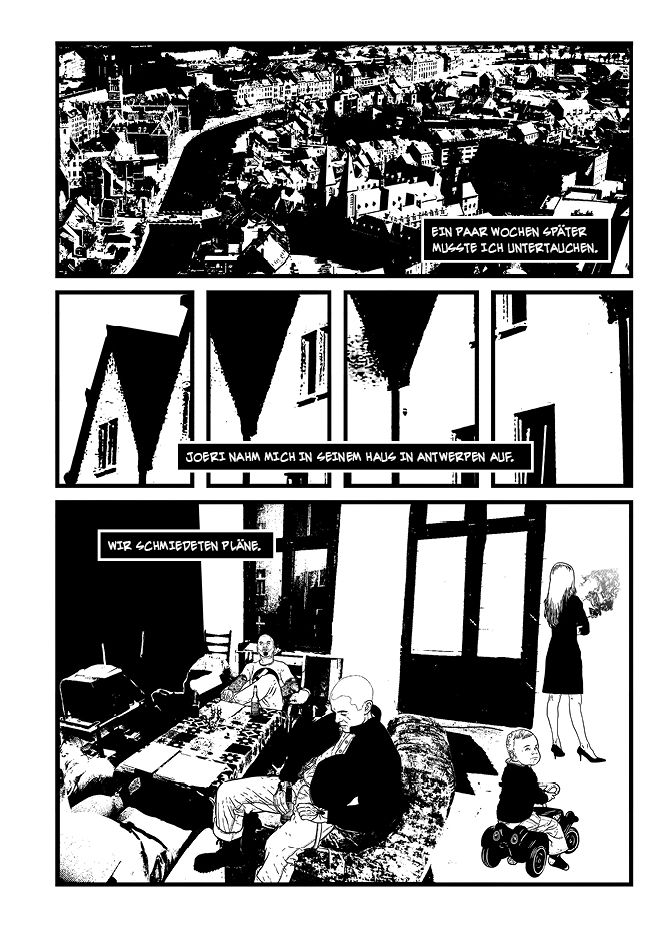 EIN PAAR WOCHEN SPÄTER
MUSSTE ICH UNTERTAUCHEN.
JOERI NAHM MICH IN SEINEM HAUS IN ANTWERPEN AUF.
WIR SCHMIEDETEN PLÄNE.